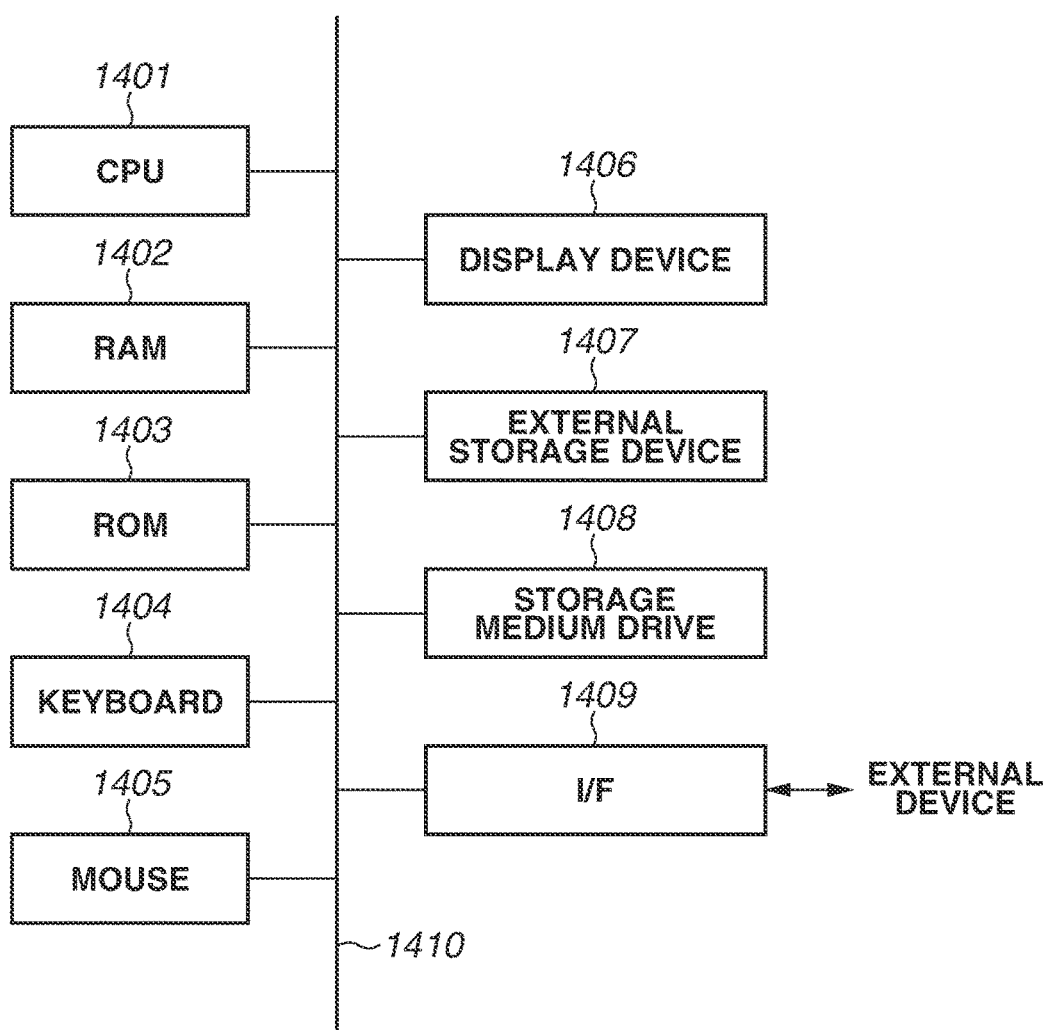 1401
CPU
1402
RAM
1403
ROM
1404
KEYBOARD
1405
MOUSE
1406
DISPLAY DEVICE
1407
EXTERNAL
STORAGE DEVICE
1408
STORAGE
MEDIUM DRIVE
1409
I/F
EXTERNAL
DEVICE
1410